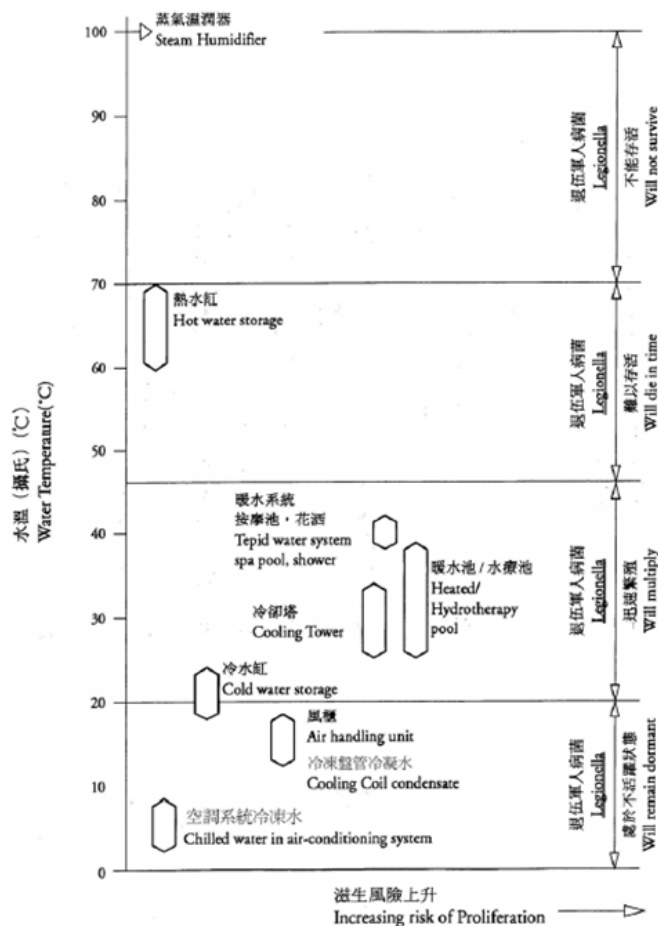 蒸氣溫潤器
Steam Humidifier
100
90
80
70
60
50
40
30
20
10
0
水溫（攝氏）(℃)
Water Temperature(℃)
熱水缸
Hot water storage
暖水系統
按摩池，花洒
Tepid water system
spa pool, shower
暖水池 / 水療池
Heated/
Hydrotherapy
pool
冷卻塔
Cooling Tower
冷水缸
Cold water storage
風櫃
Air handling unit
冷凍盤管冷凝水
Cooling Coil condensate
空調系統冷凍水
Chilled water in air-conditioning system
退伍軍人病菌
Legionella
不能存活
Will not survive
退伍軍人病菌
Legionella
難以存活
Will die in time
退伍軍人病菌
Legionella
迅速繁殖
Will multiply
退伍軍人病菌
Legionella
處於不活躍狀態
Will remain dormant
滋生風險上升
Increasing risk of Proliferation